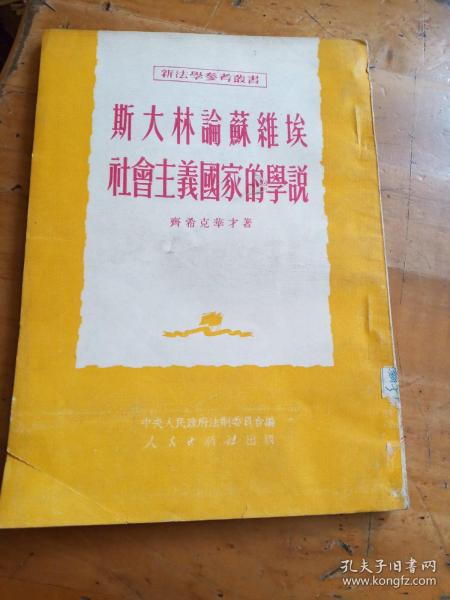 新法學參考叢書
斯大林論蘇維埃
社會主義國家的學説
齊希克華才著
中央人民政府法制委員會編
人民出版社出版
孔夫子旧书网
www.kongfz.com